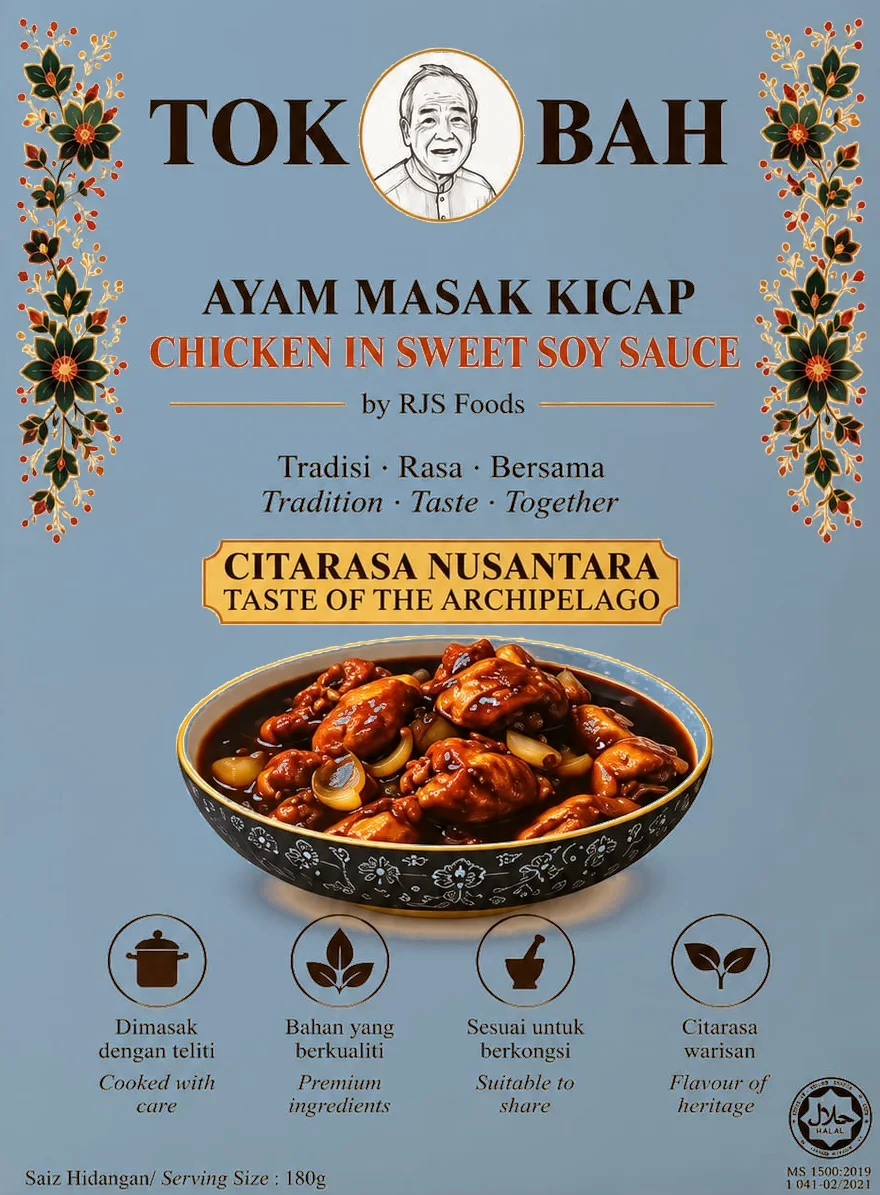 TOK BAH
AYAM MASAK KICAP
CHICKEN IN SWEET SOY SAUCE
by RJS Foods
Tradisi · Rasa · Bersama
Tradition · Taste · Together
CITARASA NUSANTARA
TASTE OF THE ARCHIPELAGO
Dimasak
dengan teliti
Cooked with
care
Bahan yang
berkualiti
Premium
ingredients
Sesuai untuk
berkongsi
Suitable to
share
Citarasa
warisan
Flavour of
heritage
حلال
HALAL
MS 1500:2019
1 041-02/2021
Saiz Hidangan/ Serving Size : 180g